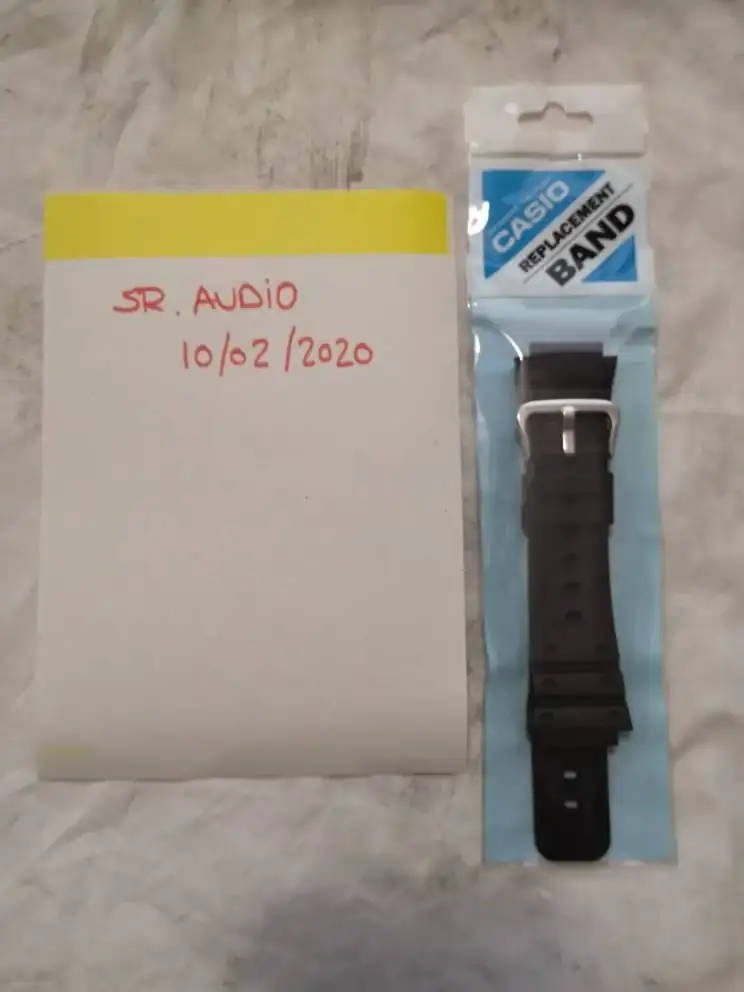 SR. AUDIO
10/02/2020
CASIO
REPLACEMENT
BAND